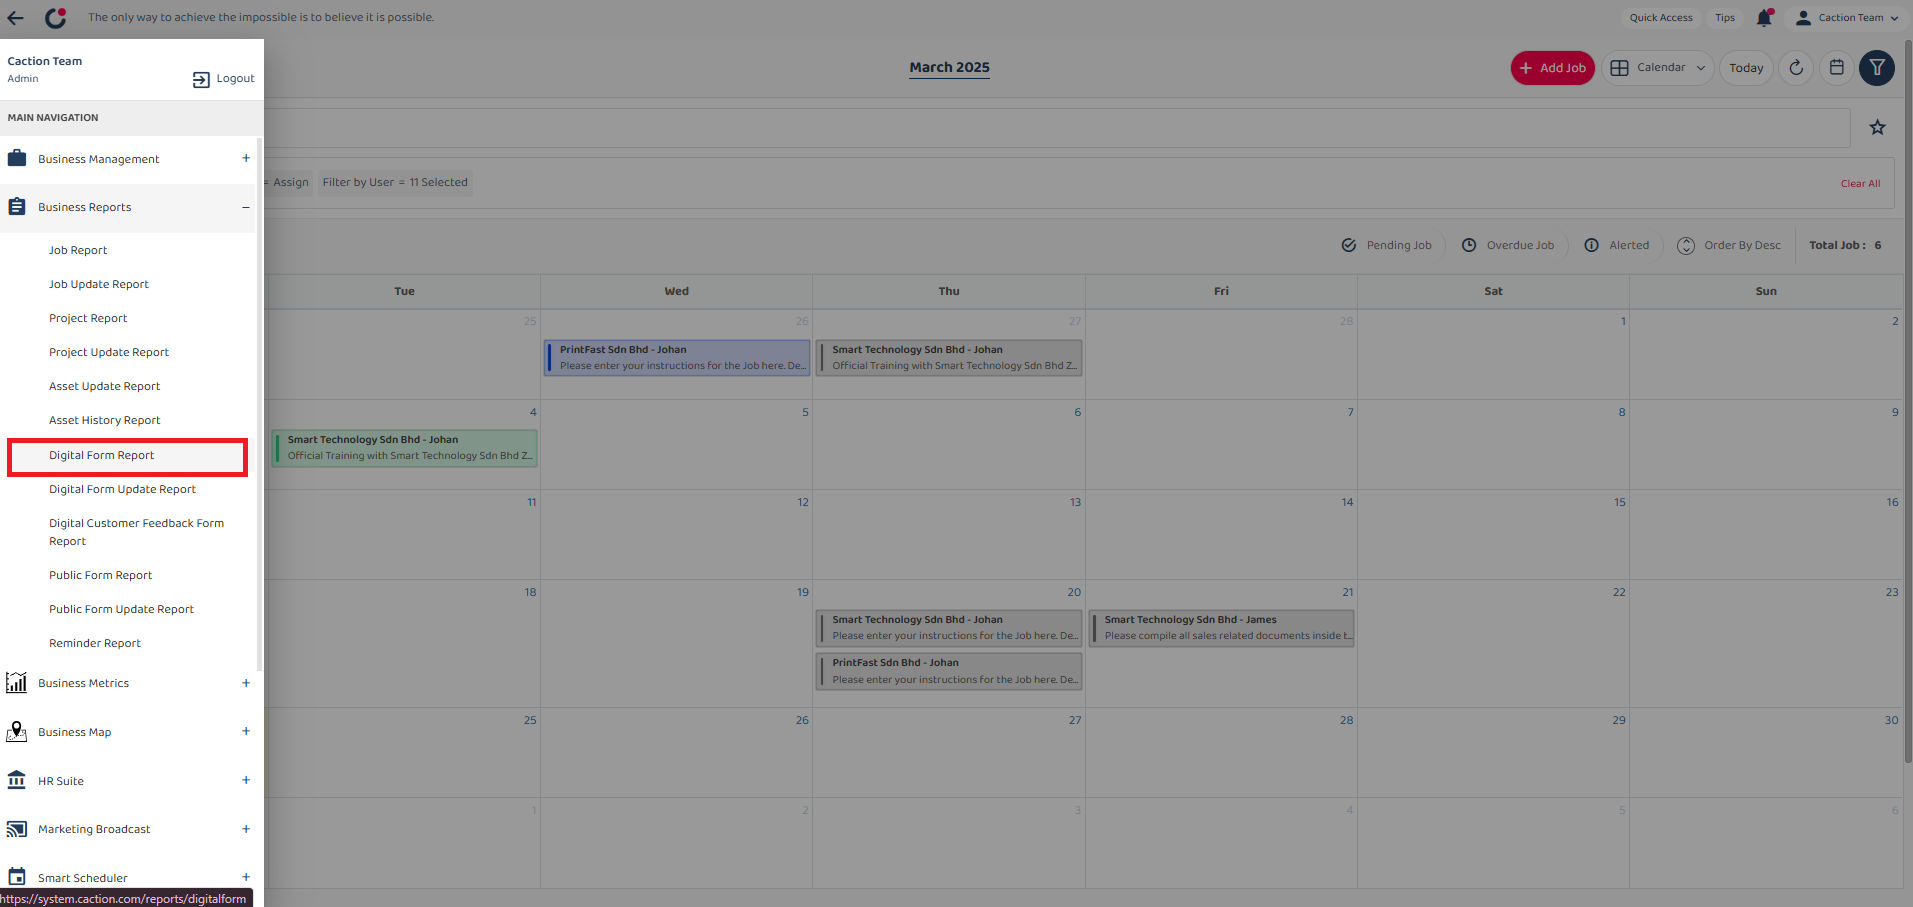 The only way to achieve the impossible is to believe it is possible.
Quick Access
Tips
Caction Team
Caction Team
Admin
Logout
MAIN NAVIGATION
Business Management
Business Reports
Job Report
Job Update Report
Project Report
Project Update Report
Asset Update Report
Asset History Report
Digital Form Report
Digital Form Update Report
Digital Customer Feedback Form
Report
Public Form Report
Public Form Update Report
Reminder Report
Business Metrics
Business Map
HR Suite
Marketing Broadcast
Smart Scheduler
https://system.caction.com/reports/digitalform
March 2025
+ Add Job
Calendar
Today
= Assign
Filter by User = 11 Selected
Clear All
Pending Job
Overdue Job
Alerted
Order By Desc
Total Job : 6
Tue Wed Thu Fri Sat Sun
25 26 27 28 1 2
PrintFast Sdn Bhd - Johan
Please enter your instructions for the Job here. De...
Smart Technology Sdn Bhd - Johan
Official Training with Smart Technology Sdn Bhd Z...
4 5 6 7 8 9
Smart Technology Sdn Bhd - Johan
Official Training with Smart Technology Sdn Bhd Z...
11 12 13 14 15 16
18 19 20 21 22 23
Smart Technology Sdn Bhd - Johan
Please enter your instructions for the Job here. De...
PrintFast Sdn Bhd - Johan
Please enter your instructions for the Job here. De...
Smart Technology Sdn Bhd - James
Please compile all sales related documents inside t...
25 26 27 28 29 30
1 2 3 4 5 6